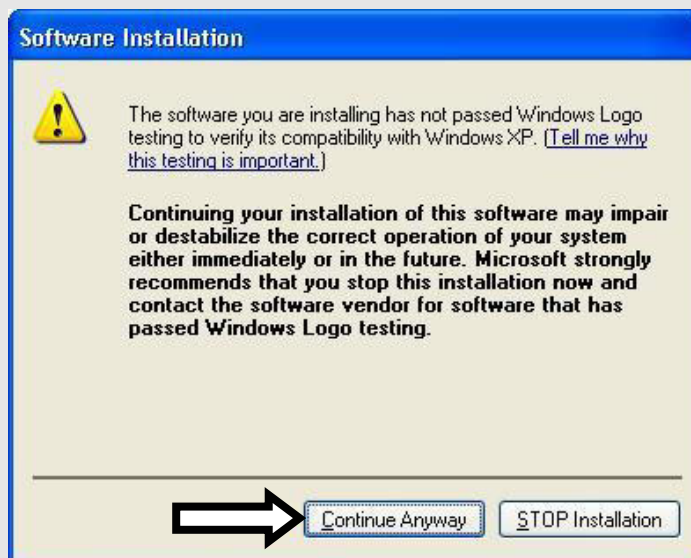 Software Installation
The software you are installing has not passed Windows Logo
testing to verify its compatibility with Windows XP. (Tell me why
this testing is important.)
Continuing your installation of this software may impair
or destabilize the correct operation of your system
either immediately or in the future. Microsoft strongly
recommends that you stop this installation now and
contact the software vendor for software that has
passed Windows Logo testing.
Continue Anyway
STOP Installation